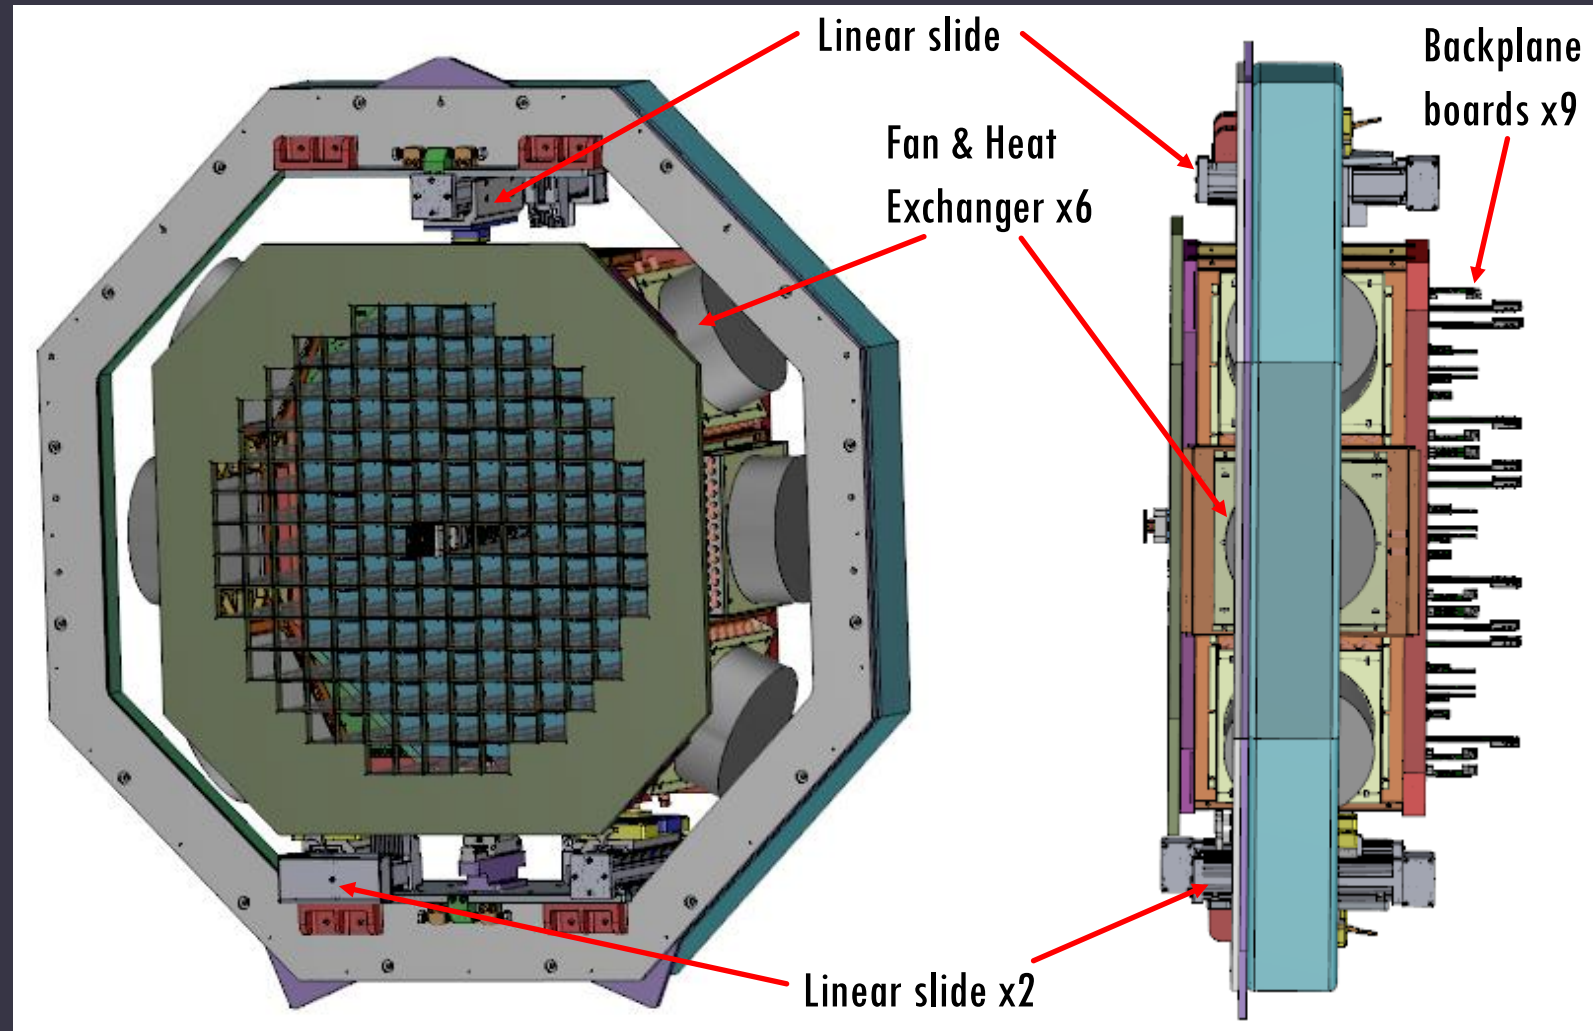 Linear slide
Backplane
boards x9
Fan & Heat
Exchanger x6
Linear slide x2